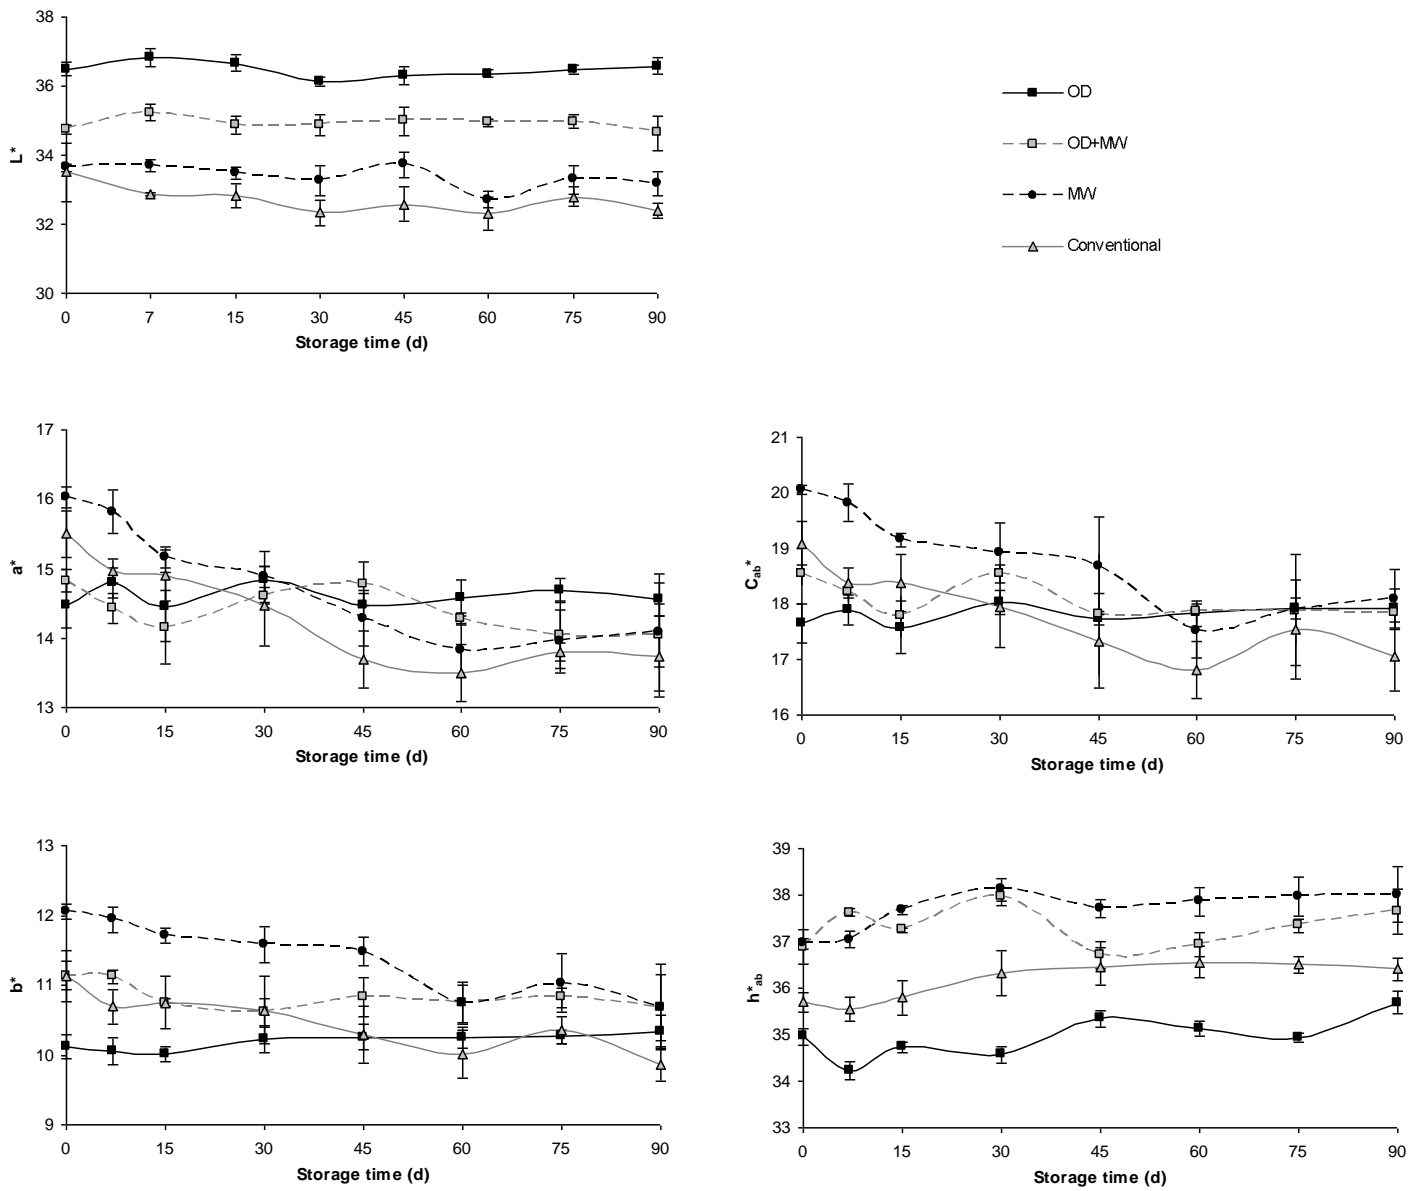 38
36
34
32
30
L*
0 7 15 30 45 60 75 90
Storage time (d)
OD
OD+MW
MW
Conventional
17
16
15
14
13
a*
0 15 30 45 60 75 90
Storage time (d)
21
20
19
18
17
16
Cab*
0 15 30 45 60 75 90
Storage time (d)
13
12
11
10
9
b*
0 15 30 45 60 75 90
Storage time (d)
39
38
37
36
35
34
33
h*ab
0 15 30 45 60 75 90
Storage time (d)